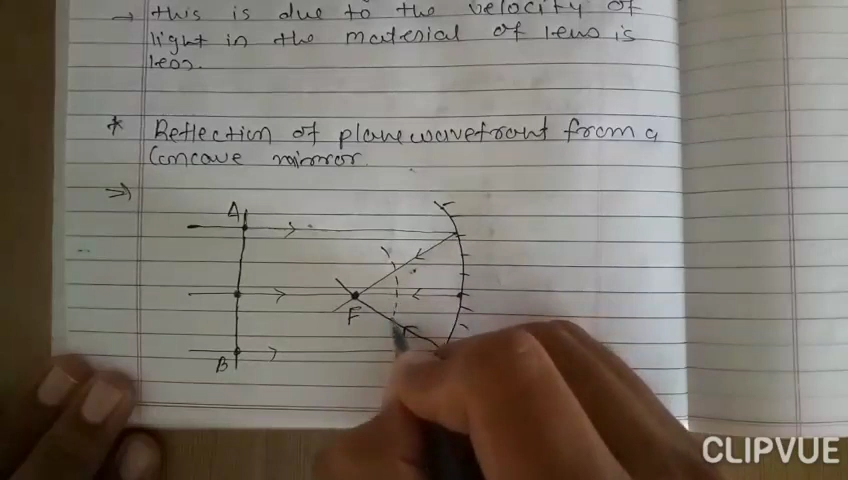 → this is due to the velocity of
light in the material of lens is
less.
* Reflection of plane wavefront from a
Concave mirror
⇒
A
F
B
CLIPVUE